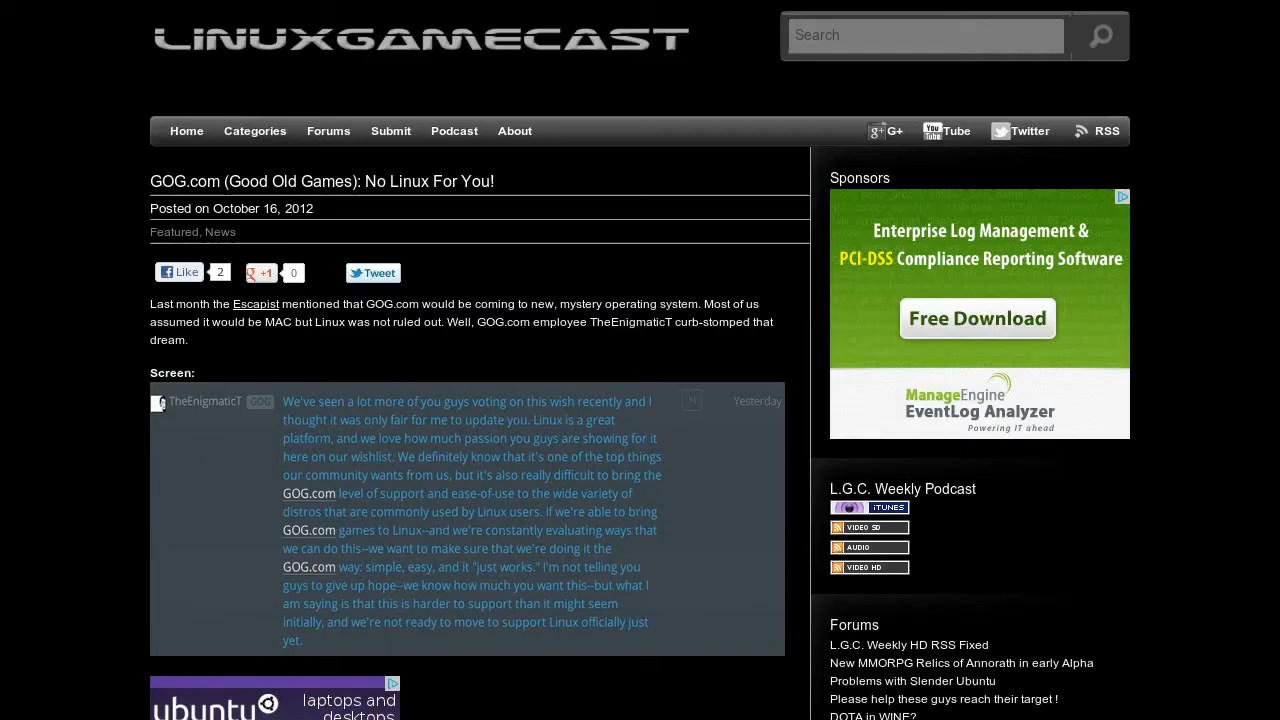 LINUXGAMECAST
Search
Home Categories Forums Submit Podcast About
G+ YouTube Twitter RSS
GOG.com (Good Old Games): No Linux For You!
Posted on October 16, 2012
Featured, News
Like 2 +1 0 Tweet
Last month the Escapist mentioned that GOG.com would be coming to new, mystery operating system. Most of us
assumed it would be MAC but Linux was not ruled out. Well, GOG.com employee TheEnigmaticT curb-stomped that
dream.
Screen:
TheEnigmaticT GOG
We've seen a lot more of you guys voting on this wish recently and I
thought it was only fair for me to update you. Linux is a great
platform, and we love how much passion you guys are showing for it
here on our wishlist. We definitely know that it's one of the top things
our community wants from us, but it's also really difficult to bring the
GOG.com level of support and ease-of-use to the wide variety of
distros that are commonly used by Linux users. If we're able to bring
GOG.com games to Linux--and we're constantly evaluating ways that
we can do this--we want to make sure that we're doing it the
GOG.com way: simple, easy, and it "just works." I'm not telling you
guys to give up hope--we know how much you want this--but what I
am saying is that this is harder to support than it might seem
initially, and we're not ready to move to support Linux officially just
yet.
Yesterday
ubuntu
laptops and
desktops
Sponsors
Enterprise Log Management &
PCI-DSS Compliance Reporting Software
Free Download
ManageEngine
EventLog Analyzer
Powering IT ahead
L.G.C. Weekly Podcast
iTUNES
VIDEO SD
AUDIO
VIDEO HD
Forums
L.G.C. Weekly HD RSS Fixed
New MMORPG Relics of Annorath in early Alpha
Problems with Slender Ubuntu
Please help these guys reach their target !
DOTA in WINE?